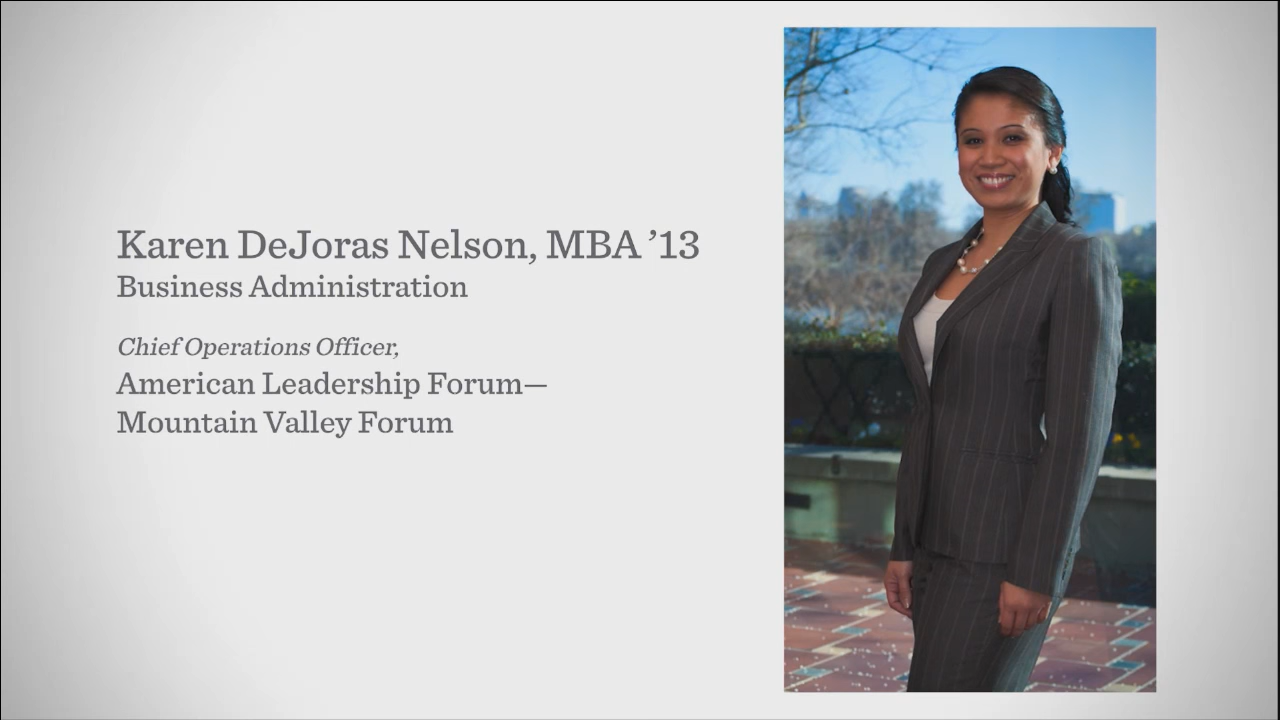 Karen DeJoras Nelson, MBA ’13
Business Administration
Chief Operations Officer,
American Leadership Forum—
Mountain Valley Forum